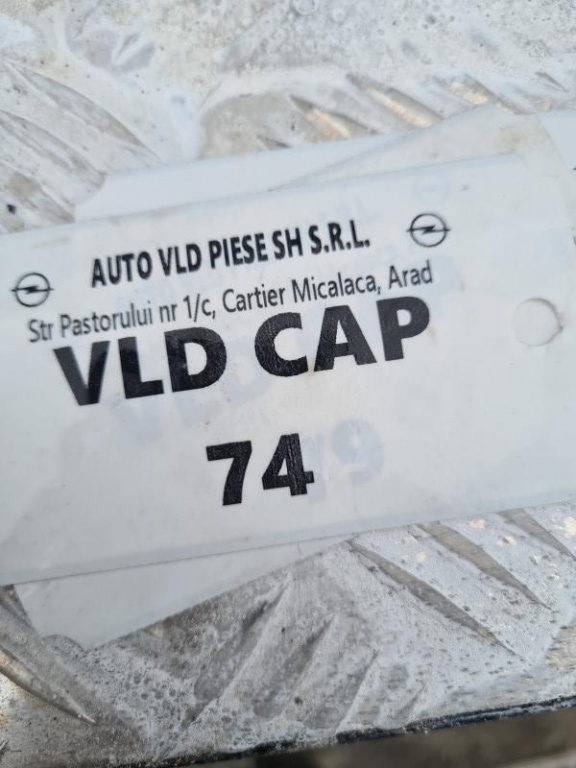 AUTO VLD PIESE SH S.R.L.
Str Pastorului nr 1/c, Cartier Micalaca, Arad
VLD CAP
74